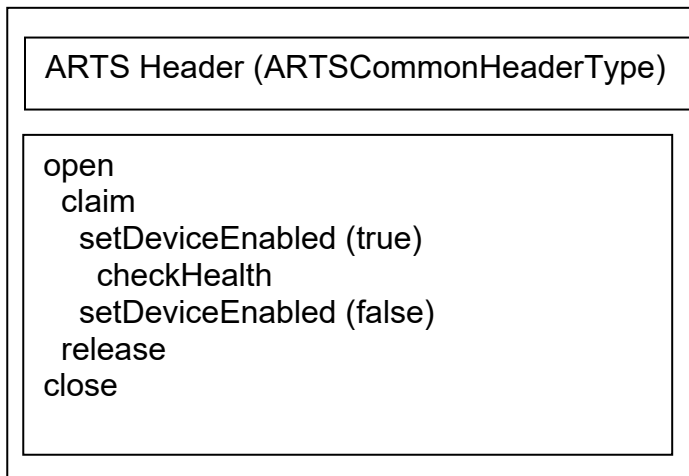 ARTS Header (ARTSCommonHeaderType)
open
claim
setDeviceEnabled (true)
checkHealth
setDeviceEnabled (false)
release
close